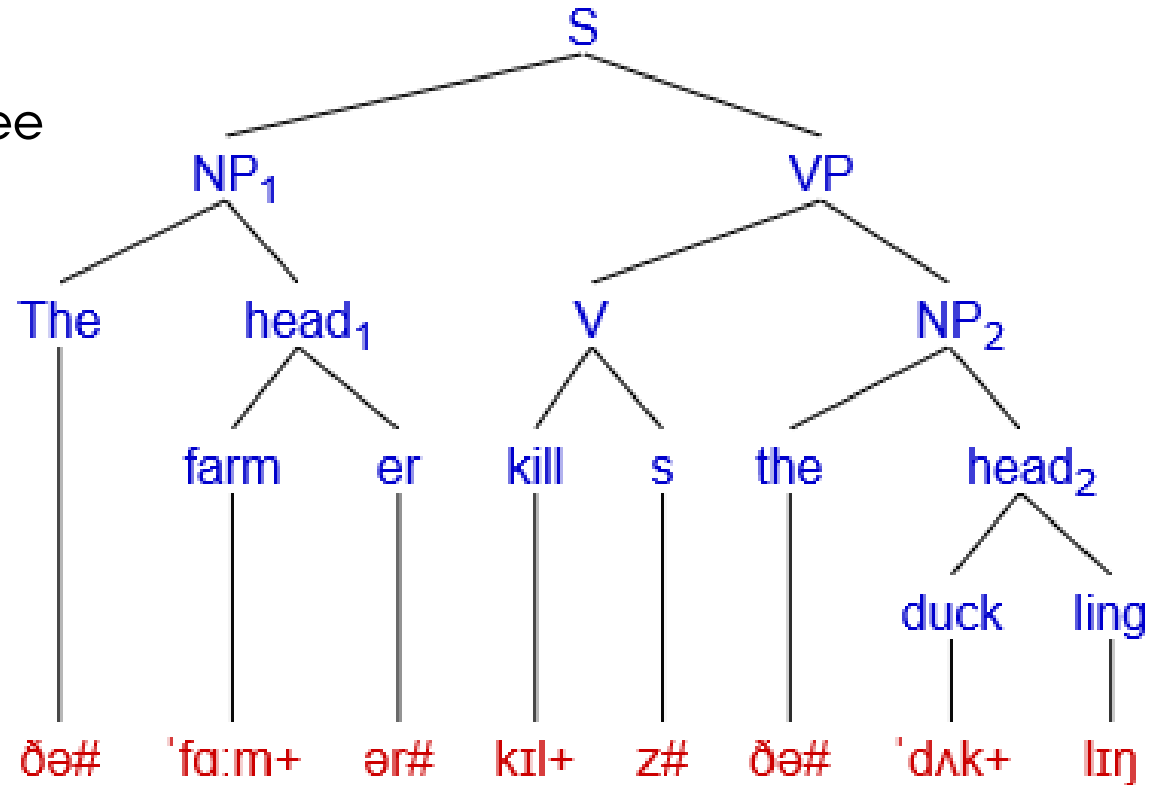 S
ee
NP₁ VP
The head₁ V NP₂
farm er kill s the head₂
duck ling
ðə# ˈfɑːm+ ər# kɪl+ z# ðə# ˈdʌk+ lɪŋ